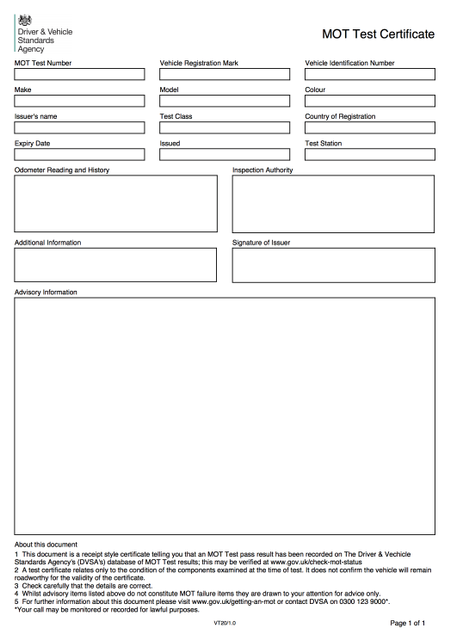 Driver & Vehicle
Standards
Agency
MOT Test Certificate
MOT Test Number
Vehicle Registration Mark
Vehicle Identification Number
Make
Model
Colour
Issuer's name
Test Class
Country of Registration
Expiry Date
Issued
Test Station
Odometer Reading and History
Inspection Authority
Additional Information
Signature of Issuer
Advisory Information
About this document
1 This document is a receipt style certificate telling you that an MOT Test pass result has been recorded on The Driver & Vechicle
Standards Agency's (DVSA's) database of MOT Test results; this may be verified at www.gov.uk/check-mot-status
2 A test certificate relates only to the condition of the components examined at the time of test. It does not confirm the vehicle will remain
roadworthy for the validity of the certificate.
3 Check carefully that the details are correct.
4 Whilst advisory items listed above do not constitute MOT failure items they are drawn to your attention for advice only.
5 For further information about this document please visit www.gov.uk/getting-an-mot or contact DVSA on 0300 123 9000*.
*Your call may be monitored or recorded for lawful purposes.
VT20/1.0
Page 1 of 1